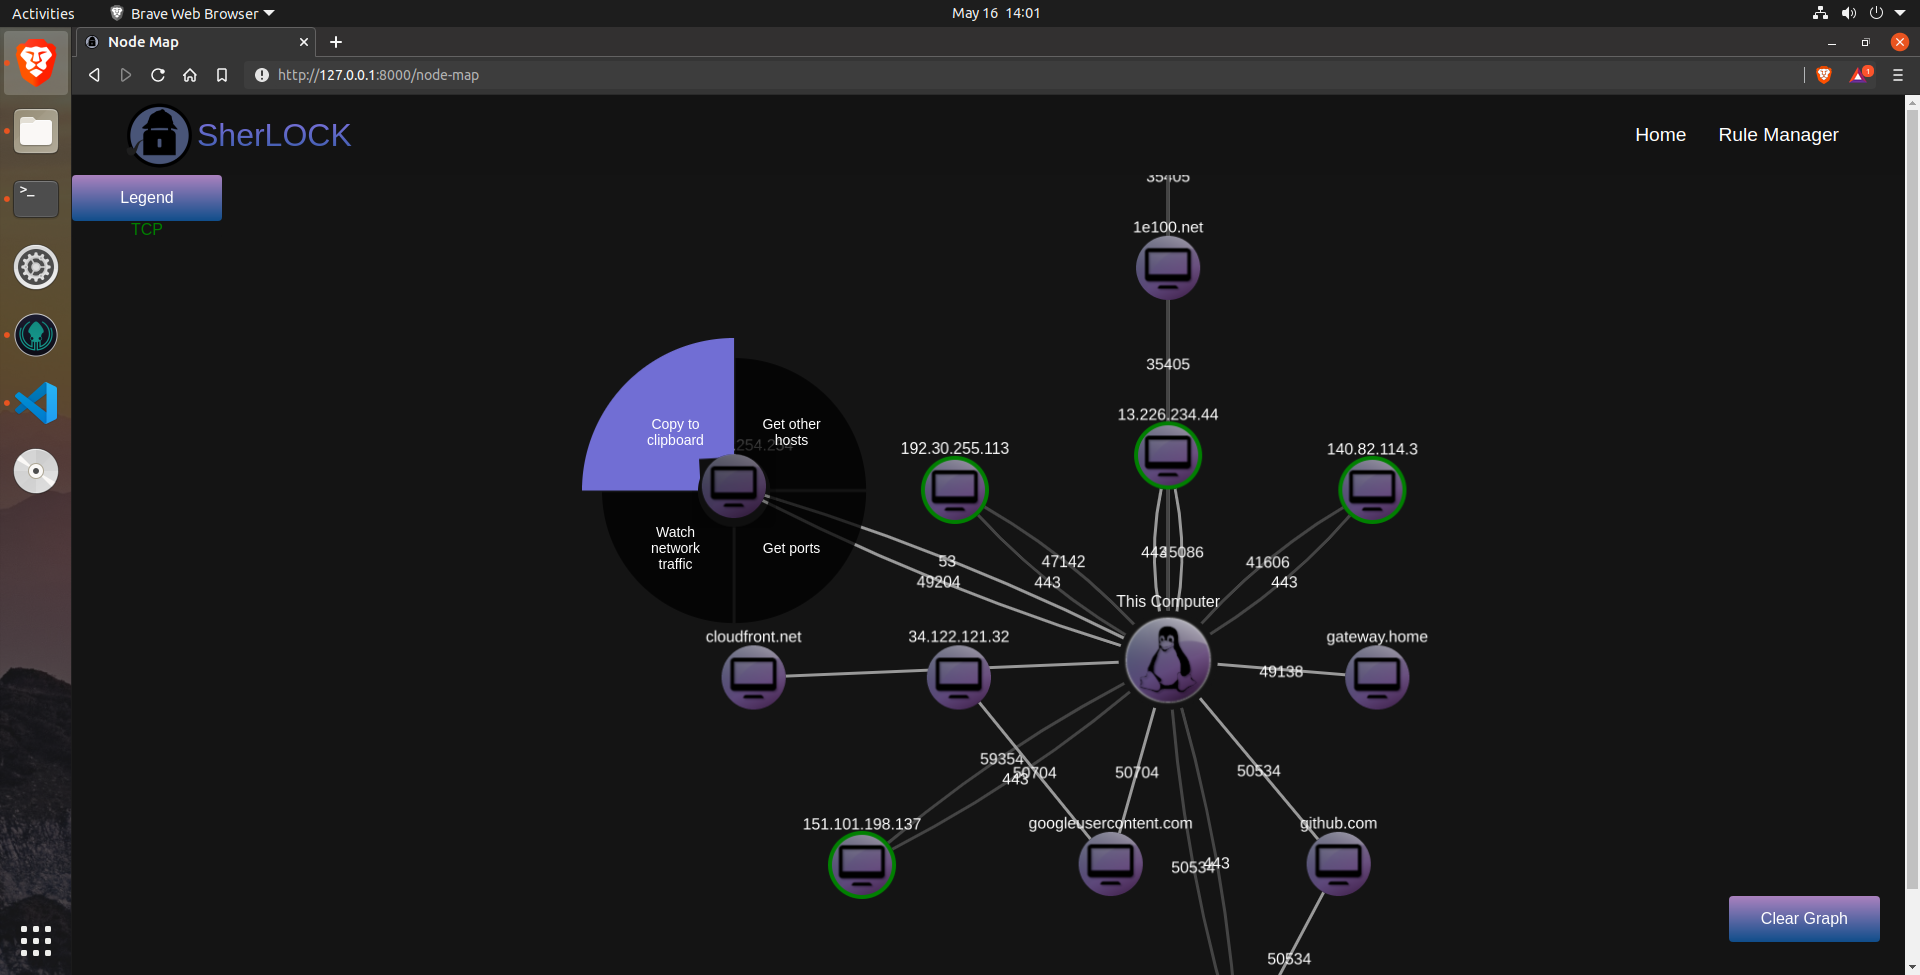 Activities
Brave Web Browser
May 16 14:01
Node Map
http://127.0.0.1:8000/node-map
1
SherLOCK
Home
Rule Manager
Legend
TCP
35405
1e100.net
35405
13.226.234.44
Copy to
clipboard
Get other
hosts
192.30.255.113
140.82.114.3
Watch
network
traffic
Get ports
53
49204
47142
443
443
45086
41606
443
This Computer
cloudfront.net
34.122.121.32
gateway.home
49138
59354
443
50704
50704
50534
151.101.198.137
googleusercontent.com
github.com
50534
443
Clear Graph
50534